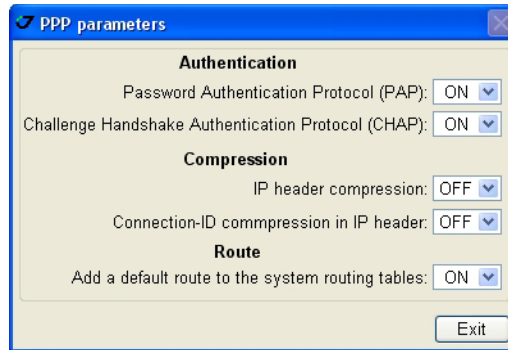 PPP parameters
Authentication
Password Authentication Protocol (PAP): ON
Challenge Handshake Authentication Protocol (CHAP): ON
Compression
IP header compression: OFF
Connection-ID commpression in IP header: OFF
Route
Add a default route to the system routing tables: ON
Exit